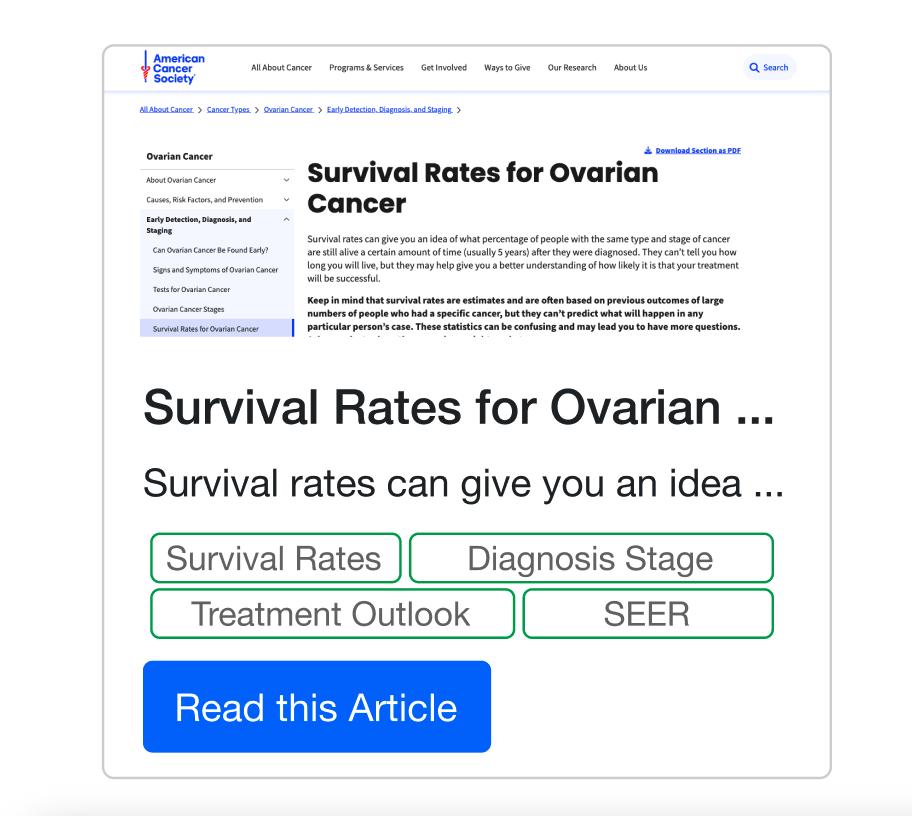 American
Cancer
Society
All About Cancer
Programs & Services
Get Involved
Ways to Give
Our Research
About Us
Search
All About Cancer > Cancer Types > Ovarian Cancer > Early Detection, Diagnosis, and Staging >
Download Section as PDF
Ovarian Cancer
About Ovarian Cancer
Causes, Risk Factors, and Prevention
Early Detection, Diagnosis, and
Staging
Can Ovarian Cancer Be Found Early?
Signs and Symptoms of Ovarian Cancer
Tests for Ovarian Cancer
Ovarian Cancer Stages
Survival Rates for Ovarian Cancer
Survival Rates for Ovarian
Cancer
Survival rates can give you an idea of what percentage of people with the same type and stage of cancer
are still alive a certain amount of time (usually 5 years) after they were diagnosed. They can't tell you how
long you will live, but they may help give you a better understanding of how likely it is that your treatment
will be successful.
Keep in mind that survival rates are estimates and are often based on previous outcomes of large
numbers of people who had a specific cancer, but they can't predict what will happen in any
particular person's case. These statistics can be confusing and may lead you to have more questions.
Survival Rates for Ovarian ...
Survival rates can give you an idea ...
Survival Rates
Diagnosis Stage
Treatment Outlook
SEER
Read this Article